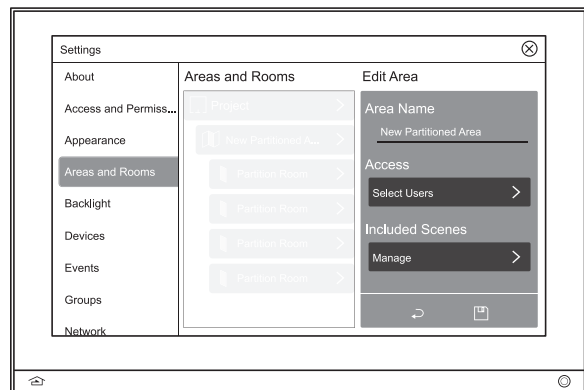 Settings
About
Access and Permiss...
Appearance
Areas and Rooms
Backlight
Devices
Events
Groups
Network
Areas and Rooms
Project
New Partitioned A...
Partition Room
Partition Room
Partition Room
Partition Room
Edit Area
Area Name
New Partitioned Area
Access
Select Users
Included Scenes
Manage